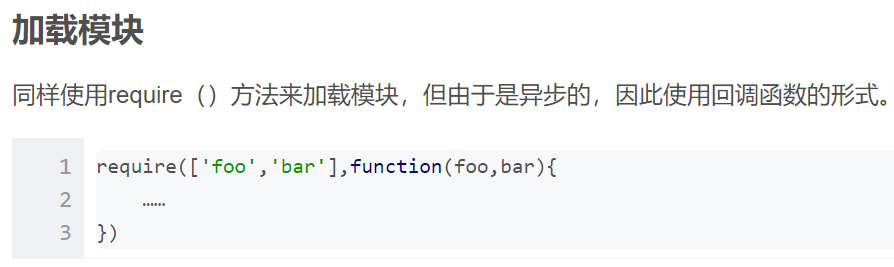 加载模块
同样使用require（）方法来加载模块，但由于是异步的，因此使用回调函数的形式。
1 require(['foo','bar'],function(foo,bar){
2     ……
3 })